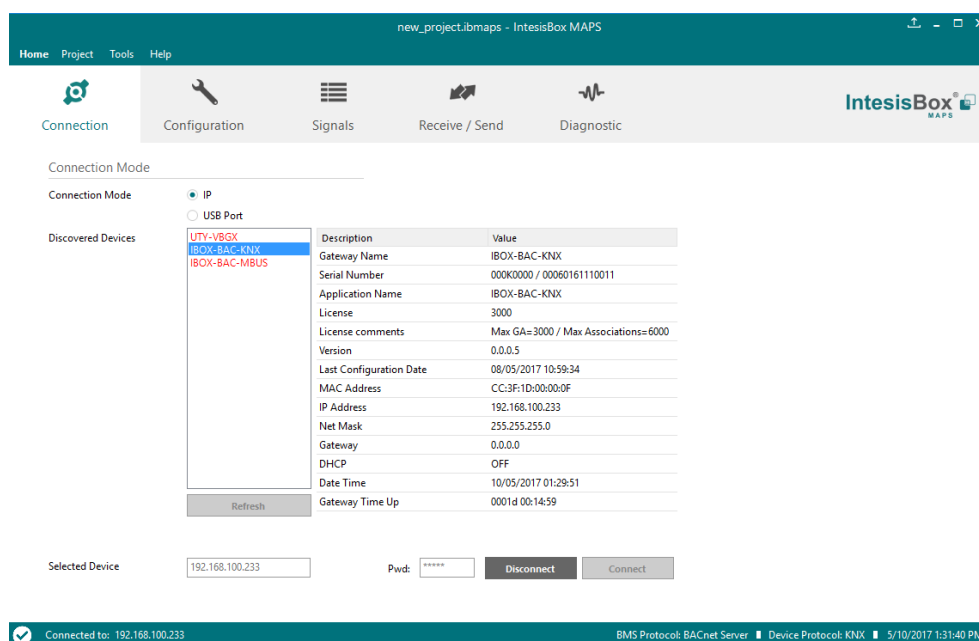 new_project.ibmaps - IntesisBox MAPS
Home Project Tools Help
Connection Configuration Signals Receive / Send Diagnostic
IntesisBox®
MAPS
Connection Mode
Connection Mode IP
USB Port
Discovered Devices
UTY-VBGX
IBOX-BAC-KNX
IBOX-BAC-MBUS
Refresh
Description Value
Gateway Name IBOX-BAC-KNX
Serial Number 000K0000 / 00060161110011
Application Name IBOX-BAC-KNX
License 3000
License comments Max GA=3000 / Max Associations=6000
Version 0.0.0.5
Last Configuration Date 08/05/2017 10:59:34
MAC Address CC:3F:1D:00:00:0F
IP Address 192.168.100.233
Net Mask 255.255.255.0
Gateway 0.0.0.0
DHCP OFF
Date Time 10/05/2017 01:29:51
Gateway Time Up 0001d 00:14:59
Selected Device 192.168.100.233 Pwd: ***** Disconnect Connect
Connected to: 192.168.100.233 BMS Protocol: BACnet Server Device Protocol: KNX 5/10/2017 1:31:40 PM